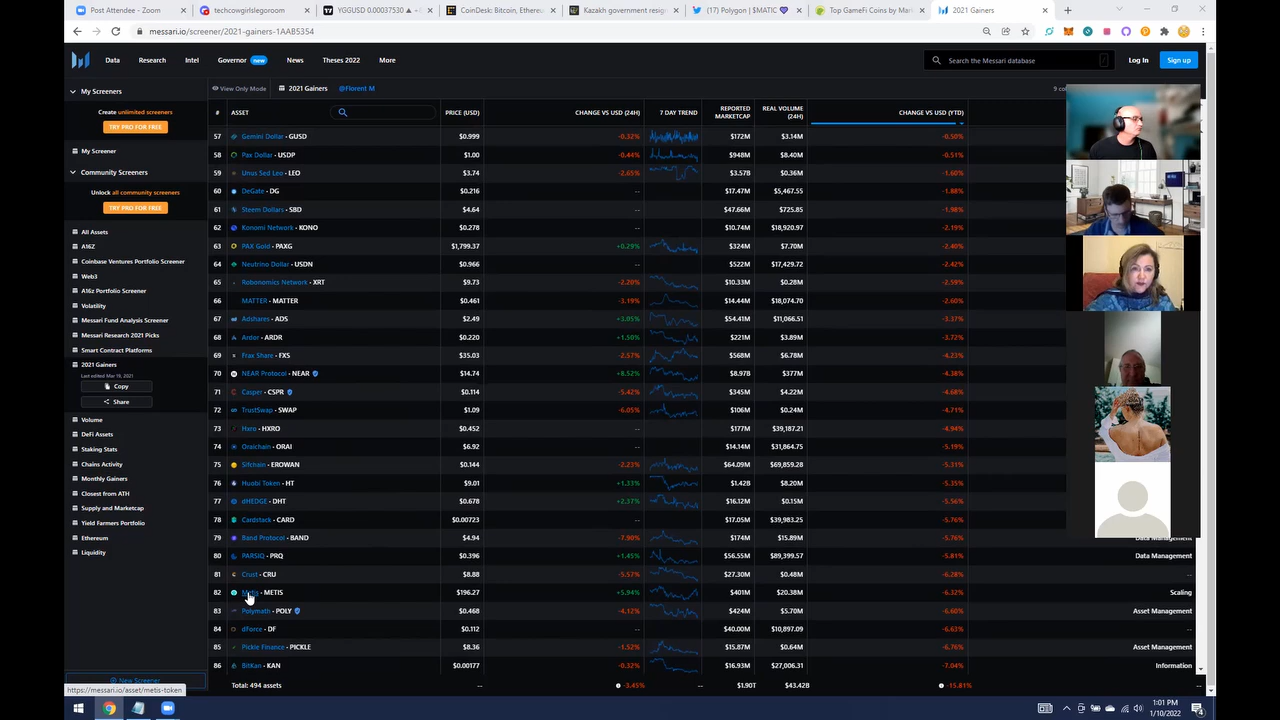 Post Attendee - Zoom
techcowgirlslegoroom
YGGUSD 0.00037530 ▲
CoinDesk: Bitcoin, Ethereum
Kazakh government resig
(17) Polygon | $MATIC 💜
Top GameFi Coins by Mark
2021 Gainers
messari.io/screener/2021-gainers-1AAB5354
Data
Research
Intel
Governor new
News
Theses 2022
More
Search the Messari database
/
Log In
Sign up
My Screeners
Create unlimited screeners
TRY PRO FOR FREE
My Screener
Community Screeners
Unlock all community screeners
TRY PRO FOR FREE
All Assets
A16Z
Coinbase Ventures Portfolio Screener
Web3
A16z Portfolio Screener
Volatility
Messari Fund Analysis Screener
Messari Research 2021 Picks
Smart Contract Platforms
2021 Gainers
Last edited Mar 19, 2021
Copy
Share
Volume
DeFi Assets
Staking Stats
Chains Activity
Monthly Gainers
Closest from ATH
Supply and Marketcap
Yield Farmers Portfolio
Ethereum
Liquidity
New Screener
https://messari.io/asset/metis-token
View Only Mode
2021 Gainers
@Florent M
9 co
# ASSET PRICE (USD) CHANGE VS USD (24H) 7 DAY TREND REPORTED MARKETCAP REAL VOLUME (24H) CHANGE VS USD (YTD)
57 Gemini Dollar • GUSD $0.999 -0.32% $172M $3.14M -0.50%
58 Pax Dollar • USDP $1.00 -0.44% $948M $8.40M -0.51%
59 Unus Sed Leo • LEO $3.74 -2.65% $3.57B $0.36M -1.60%
60 DeGate • DG $0.216 -- $17.47M $5,467.55 -1.88%
61 Steem Dollars • SBD $4.64 -- $47.66M $725.85 -1.98%
62 Konomi Network • KONO $0.278 -- $10.74M $18,920.97 -2.19%
63 PAX Gold • PAXG $1,799.37 +0.29% $324M $7.70M -2.40%
64 Neutrino Dollar • USDN $0.966 -- $522M $17,429.72 -2.42%
65 Robonomics Network • XRT $9.73 -2.20% $10.33M $0.28M -2.59%
66 MATTER • MATTER $0.461 -3.19% $14.44M $18,074.70 -2.60%
67 Adshares • ADS $2.49 +3.95% $54.41M $11,066.51 -3.37%
68 Ardor • ARDR $0.220 +1.50% $221M $3.89M -3.72%
69 Frax Share • FXS $35.03 -2.57% $568M $6.78M -4.23%
70 NEAR Protocol • NEAR $14.74 +8.52% $8.97B $377M -4.38%
71 Casper • CSPR $0.114 -5.42% $345M $4.22M -4.68%
72 TrustSwap • SWAP $1.09 -6.05% $106M $0.24M -4.71%
73 Hxro • HXRO $0.452 -- $177M $39,187.21 -4.94%
74 Oraichain • ORAI $6.92 -- $14.14M $31,864.75 -5.19%
75 Sifchain • EROWAN $0.144 -2.23% $64.09M $69,859.28 -5.31%
76 Huobi Token • HT $9.01 +1.33% $1.42B $8.20M -5.35%
77 dHEDGE • DHT $0.678 +2.37% $16.12M $0.15M -5.56%
78 Cardstack • CARD $0.00723 -- $17.05M $39,983.25 -5.76%
79 Band Protocol • BAND $4.94 -7.90% $174M $15.89M -5.76% Data Management
80 PARSIQ • PRQ $0.396 +1.45% $56.55M $89,399.57 -5.81% Data Management
81 Crust • CRU $8.88 -5.57% $27.30M $0.48M -6.28% --
82 Metis • METIS $196.27 +5.94% $401M $20.38M -6.32% Scaling
83 Polymath • POLY $0.468 -4.12% $424M $5.70M -6.60% Asset Management
84 dForce • DF $0.112 -- $40.00M $10,897.09 -6.63% --
85 Pickle Finance • PICKLE $8.36 -1.52% $15.87M $0.64M -6.76% Asset Management
86 BitKan • KAN $0.00177 -0.32% $16.93M $27,006.31 -7.04% Information
Total: 494 assets -- -3.45% $1.90T $43.42B -15.81% --
1:01 PM
1/10/2022
4